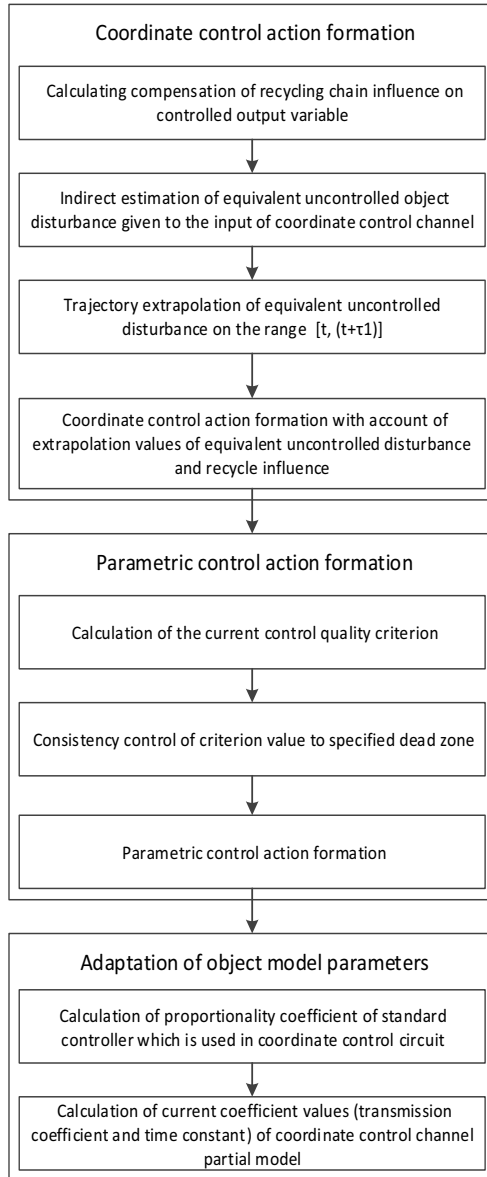 Coordinate control action formation
Calculating compensation of recycling chain influence on
controlled output variable
Indirect estimation of equivalent uncontrolled object
disturbance given to the input of coordinate control channel
Trajectory extrapolation of equivalent uncontrolled
disturbance on the range [t, (t+τ1)]
Coordinate control action formation with account of
extrapolation values of equivalent uncontrolled disturbance
and recycle influence
Parametric control action formation
Calculation of the current control quality criterion
Consistency control of criterion value to specified dead zone
Parametric control action formation
Adaptation of object model parameters
Calculation of proportionality coefficient of standard
controller which is used in coordinate control circuit
Calculation of current coefficient values (transmission
coefficient and time constant) of coordinate control channel
partial model